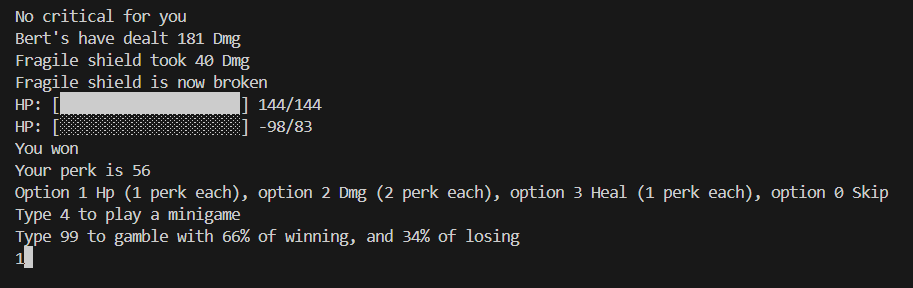 No critical for you
Bert's have dealt 181 Dmg
Fragile shield took 40 Dmg
Fragile shield is now broken
HP: [████████████████████] 144/144
HP: [░░░░░░░░░░░░░░░░░░░░] -98/83
You won
Your perk is 56
Option 1 Hp (1 perk each), option 2 Dmg (2 perk each), option 3 Heal (1 perk each), option 0 Skip
Type 4 to play a minigame
Type 99 to gamble with 66% of winning, and 34% of losing
1